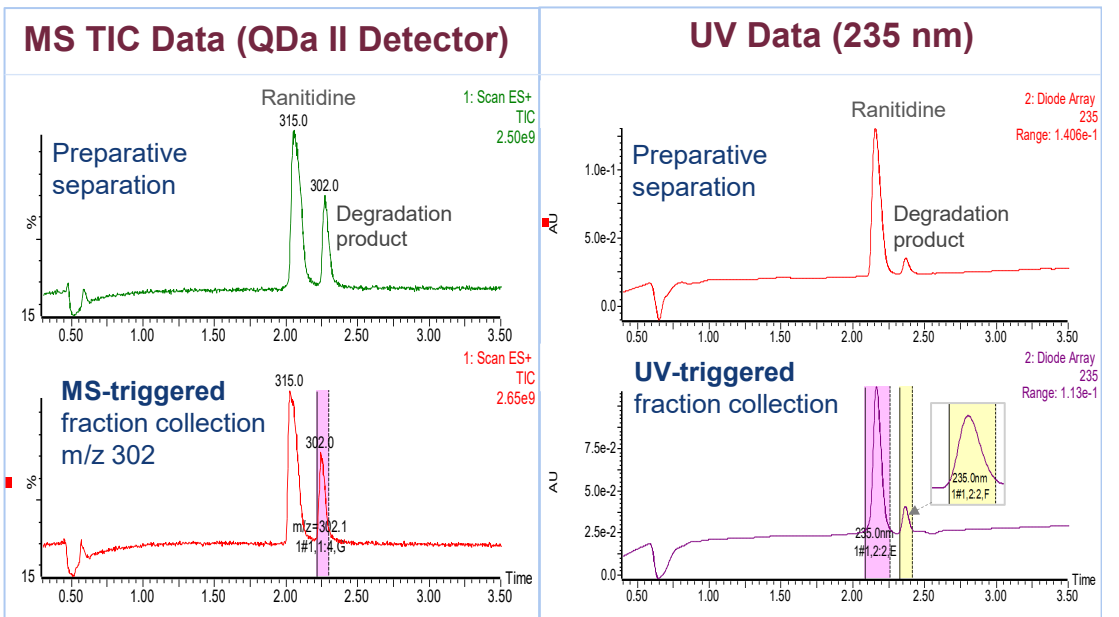 MS TIC Data (QDa II Detector)
Preparative
separation
Ranitidine
315.0
302.0
Degradation
product
1: Scan ES+
TIC
2.50e9
%
15
0.50 1.00 1.50 2.00 2.50 3.00 3.50
MS-triggered
fraction collection
m/z 302
315.0
302.0
m/z=302.1
1#1,1:4,G
1: Scan ES+
TIC
2.65e9
%
15
Time
0.50 1.00 1.50 2.00 2.50 3.00 3.50
UV Data (235 nm)
Preparative
separation
Ranitidine
Degradation
product
2: Diode Array
235
Range: 1.406e-1
AU
1.0e-1
5.0e-2
0.0
0.50 1.00 1.50 2.00 2.50 3.00 3.50
UV-triggered
fraction collection
2: Diode Array
235
Range: 1.13e-1
AU
7.5e-2
5.0e-2
2.5e-2
0.0
235.0nm
1#1,2:2,E
235.0nm
1#1,2:2,F
Time
0.50 1.00 1.50 2.00 2.50 3.00 3.50